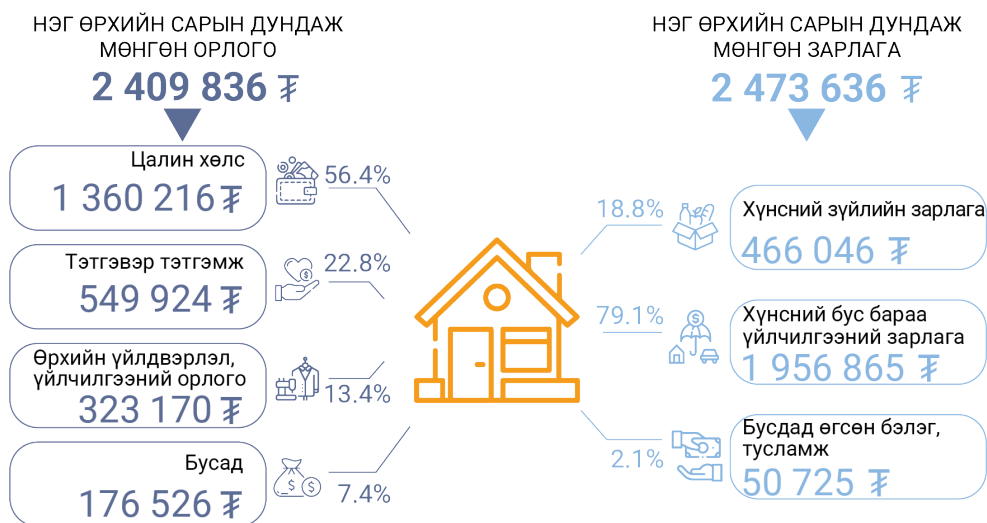 НЭГ ӨРХИЙН САРЫН ДУНДАЖ
МӨНГӨН ОРЛОГО
2 409 836 ₮
Цалин хөлс
1 360 216 ₮
56.4%
Тэтгэвэр тэтгэмж
549 924 ₮
22.8%
Өрхийн үйлдвэрлэл,
үйлчилгээний орлого
323 170 ₮
13.4%
Бусад
176 526 ₮
7.4%
НЭГ ӨРХИЙН САРЫН ДУНДАЖ
МӨНГӨН ЗАРЛАГА
2 473 636 ₮
18.8%
Хүнсний зүйлийн зарлага
466 046 ₮
79.1%
Хүнсний бус бараа
үйлчилгээний зарлага
1 956 865 ₮
2.1%
Бусдад өгсөн бэлэг,
тусламж
50 725 ₮